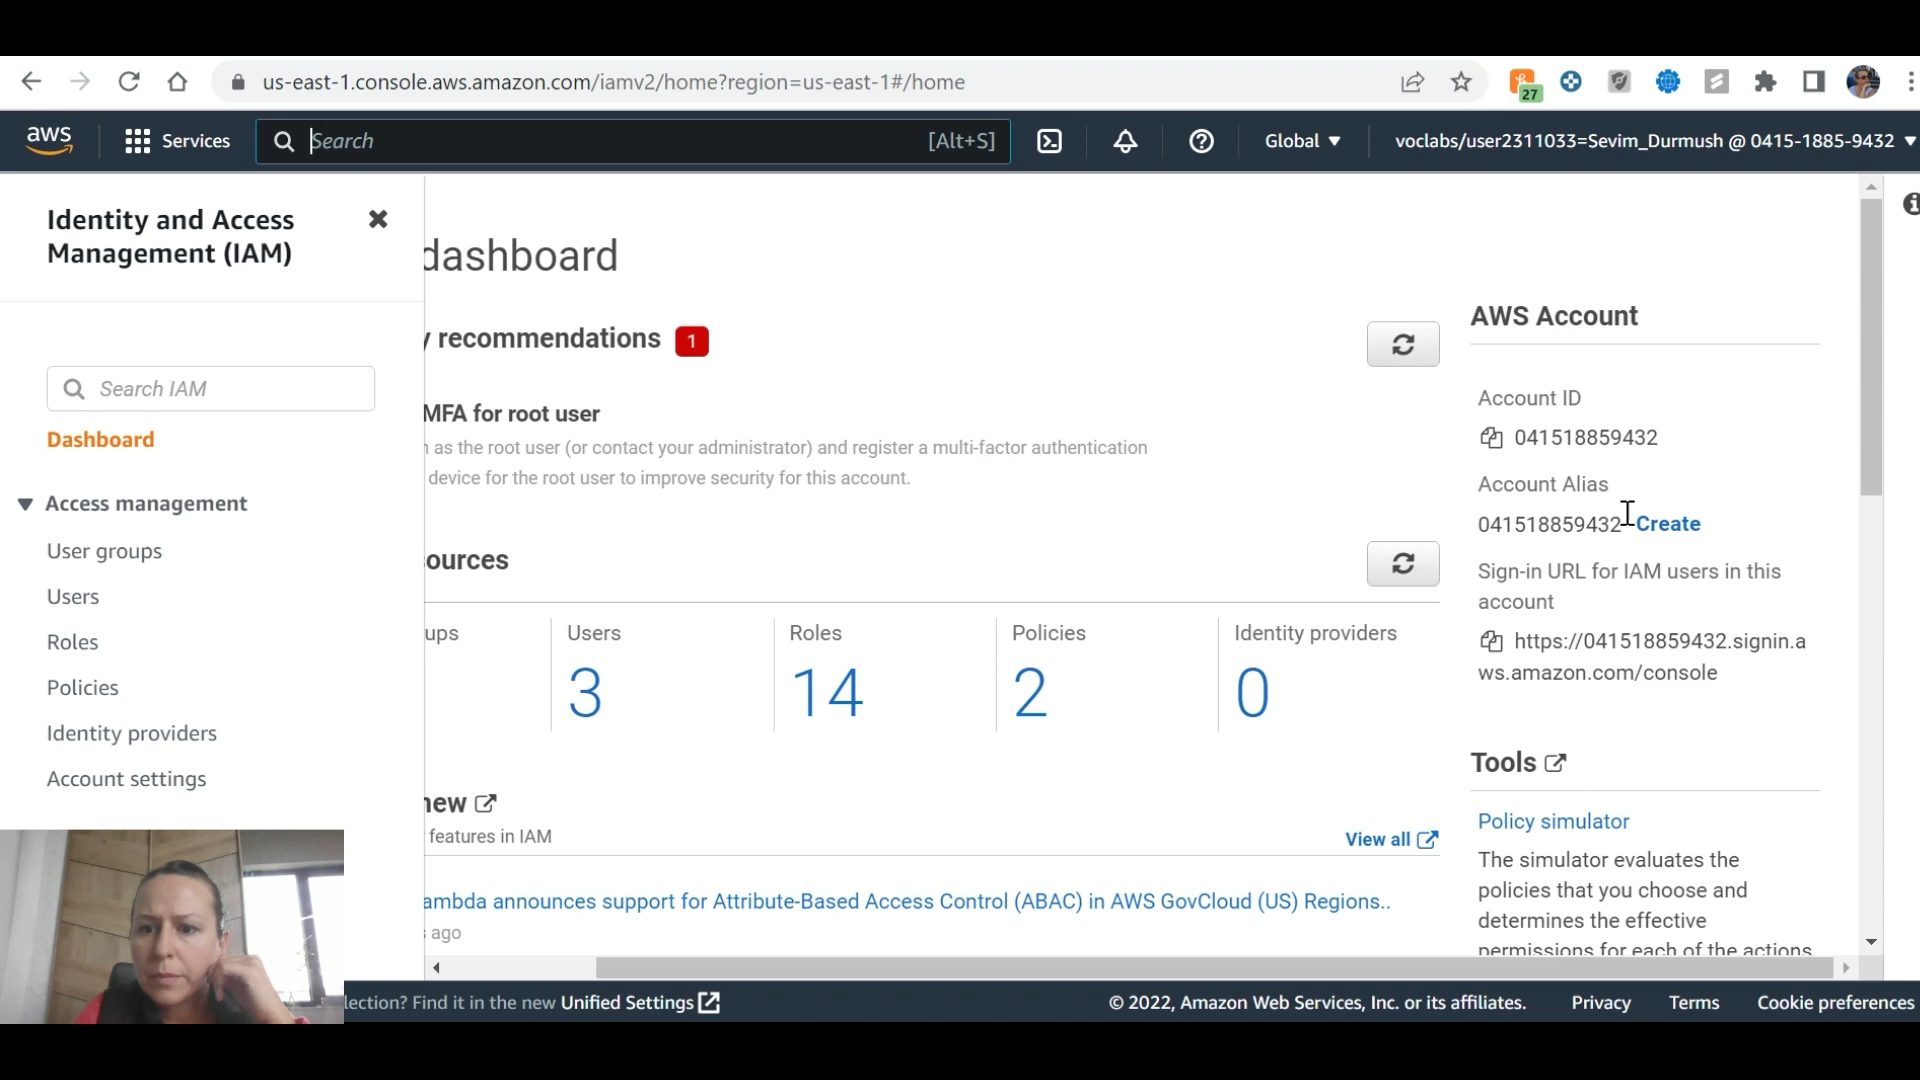 us-east-1.console.aws.amazon.com/iamv2/home?region=us-east-1#/home
27
aws
Services
Search
[Alt+S]
Global
voclabs/user2311033=Sevim_Durmush @ 0415-1885-9432
Identity and Access
Management (IAM)
Search IAM
Dashboard
Access management
User groups
Users
Roles
Policies
Identity providers
Account settings
dashboard
y recommendations 1
MFA for root user
n as the root user (or contact your administrator) and register a multi-factor authentication
device for the root user to improve security for this account.
ources
ups
Users
3
Roles
14
Policies
2
Identity providers
0
new
features in IAM
View all
ambda announces support for Attribute-Based Access Control (ABAC) in AWS GovCloud (US) Regions..
s ago
AWS Account
Account ID
041518859432
Account Alias
041518859432 Create
Sign-in URL for IAM users in this
account
https://041518859432.signin.a
ws.amazon.com/console
Tools
Policy simulator
The simulator evaluates the
policies that you choose and
determines the effective
permissions for each of the actions
lection? Find it in the new Unified Settings
© 2022, Amazon Web Services, Inc. or its affiliates.
Privacy
Terms
Cookie preferences